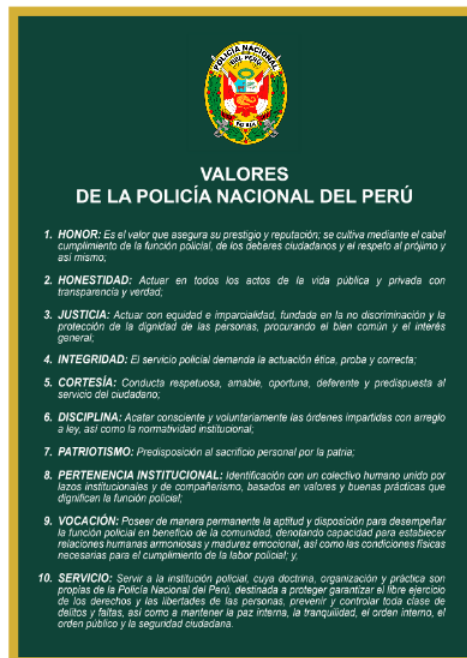 POLICÍA NACIONAL
DEL PERÚ
VALORES
DE LA POLICÍA NACIONAL DEL PERÚ
1. HONOR: Es el valor que asegura su prestigio y reputación; se cultiva mediante el cabal
cumplimiento de la función policial, de los deberes ciudadanos y el respeto al prójimo y
así mismo;
2. HONESTIDAD: Actuar en todos los actos de la vida pública y privada con
transparencia y verdad;
3. JUSTICIA: Actuar con equidad e imparcialidad, fundada en la no discriminación y la
protección de la dignidad de las personas, procurando el bien común y el interés
general;
4. INTEGRIDAD: El servicio policial demanda la actuación ética, proba y correcta;
5. CORTESÍA: Conducta respetuosa, amable, oportuna, deferente y predispuesta al
servicio del ciudadano;
6. DISCIPLINA: Acatar consciente y voluntariamente las órdenes impartidas con arreglo
a ley, así como la normatividad institucional;
7. PATRIOTISMO: Predisposición al sacrificio personal por la patria;
8. PERTENENCIA INSTITUCIONAL: Identificación con un colectivo humano unido por
lazos institucionales y de compañerismo, basados en valores y buenas prácticas que
dignifican la función policial;
9. VOCACIÓN: Poseer de manera permanente la aptitud y disposición para desempeñar
la función policial en beneficio de la comunidad, denotando capacidad para establecer
relaciones humanas armoniosas y madurez emocional, así como las condiciones físicas
necesarias para el cumplimiento de la labor policial; y,
10. SERVICIO: Servir a la institución policial, cuya doctrina, organización y práctica son
propias de la Policía Nacional del Perú, destinada a proteger garantizar el libre ejercicio
de los derechos y las libertades de las personas, prevenir y controlar toda clase de
delitos y faltas, así como a mantener la paz interna, la tranquilidad, el orden interno, el
orden público y la seguridad ciudadana.